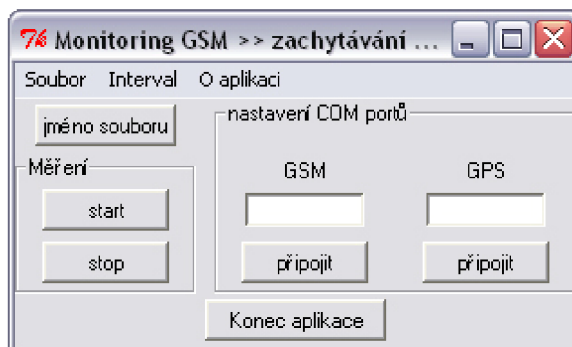 Monitoring GSM >> zachytávání ...
Soubor Interval O aplikaci
jméno souboru
nastavení COM portů
Měření
GSM GPS
start
stop
připojit připojit
Konec aplikace